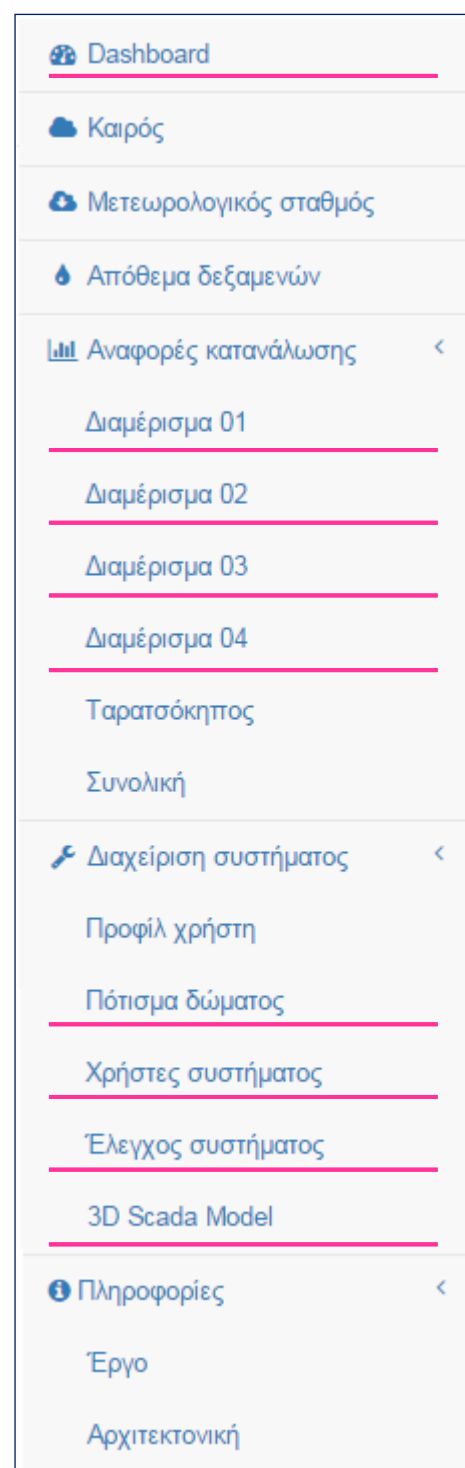 Dashboard
Καιρός
Μετεωρολογικός σταθμός
Απόθεμα δεξαμενών
Αναφορές κατανάλωσης
Διαμέρισμα 01
Διαμέρισμα 02
Διαμέρισμα 03
Διαμέρισμα 04
Ταρατσόκηπος
Συνολική
Διαχείριση συστήματος
Προφίλ χρήστη
Πότισμα δώματος
Χρήστες συστήματος
Έλεγχος συστήματος
3D Scada Model
Πληροφορίες
Έργο
Αρχιτεκτονική